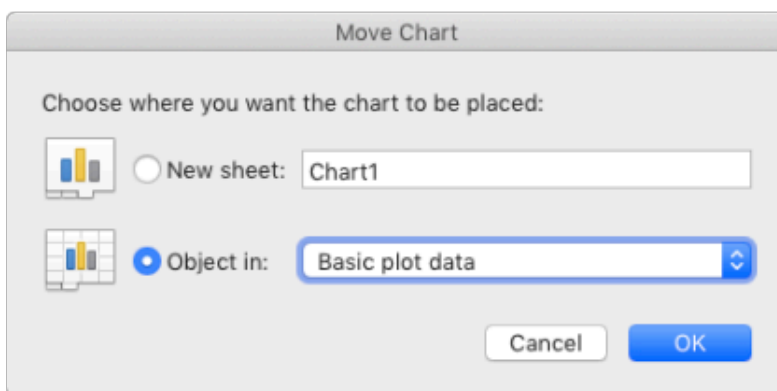 Move Chart
Choose where you want the chart to be placed:
New sheet: Chart1
Object in: Basic plot data
Cancel OK